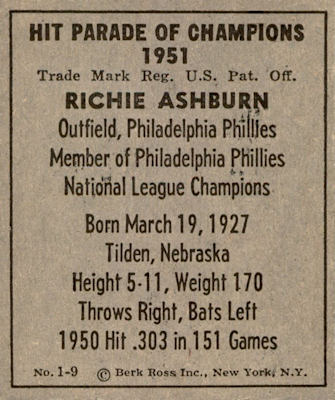 HIT PARADE OF CHAMPIONS
1951
Trade Mark Reg. U.S. Pat. Off.
RICHIE ASHBURN
Outfield, Philadelphia Phillies
Member of Philadelphia Phillies
National League Champions
Born March 19, 1927
Tilden, Nebraska
Height 5-11, Weight 170
Throws Right, Bats Left
1950 Hit .303 in 151 Games
No. 1-9 © Berk Ross Inc., New York, N.Y.